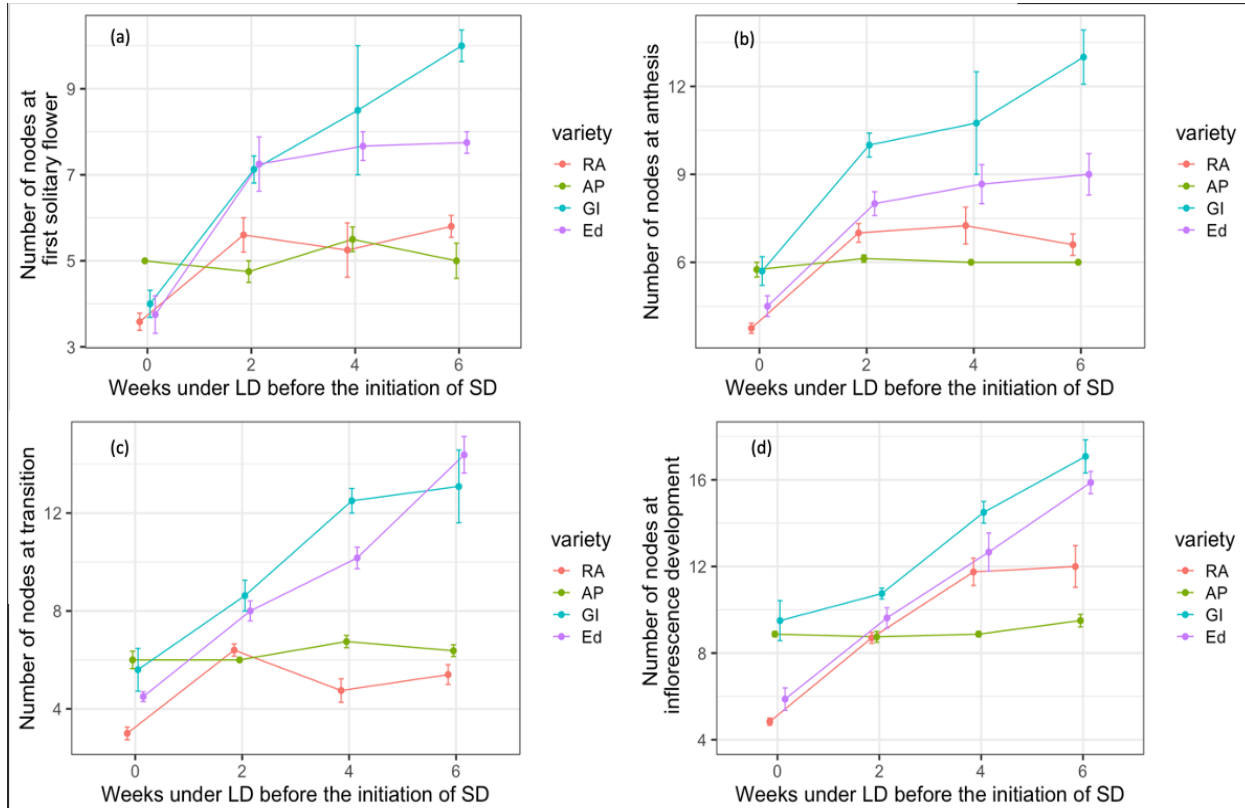 (a)
Number of nodes at
first solitary flower
9
7
5
3
0 2 4 6
Weeks under LD before the initiation of SD
variety
RA
AP
GI
Ed
(b)
Number of nodes at anthesis
12
9
6
0 2 4 6
Weeks under LD before the initiation of SD
variety
RA
AP
GI
Ed
(c)
Number of nodes at transition
12
8
4
0 2 4 6
Weeks under LD before the initiation of SD
variety
RA
AP
GI
Ed
(d)
Number of nodes at
inflorescence development
16
12
8
4
0 2 4 6
Weeks under LD before the initiation of SD
variety
RA
AP
GI
Ed